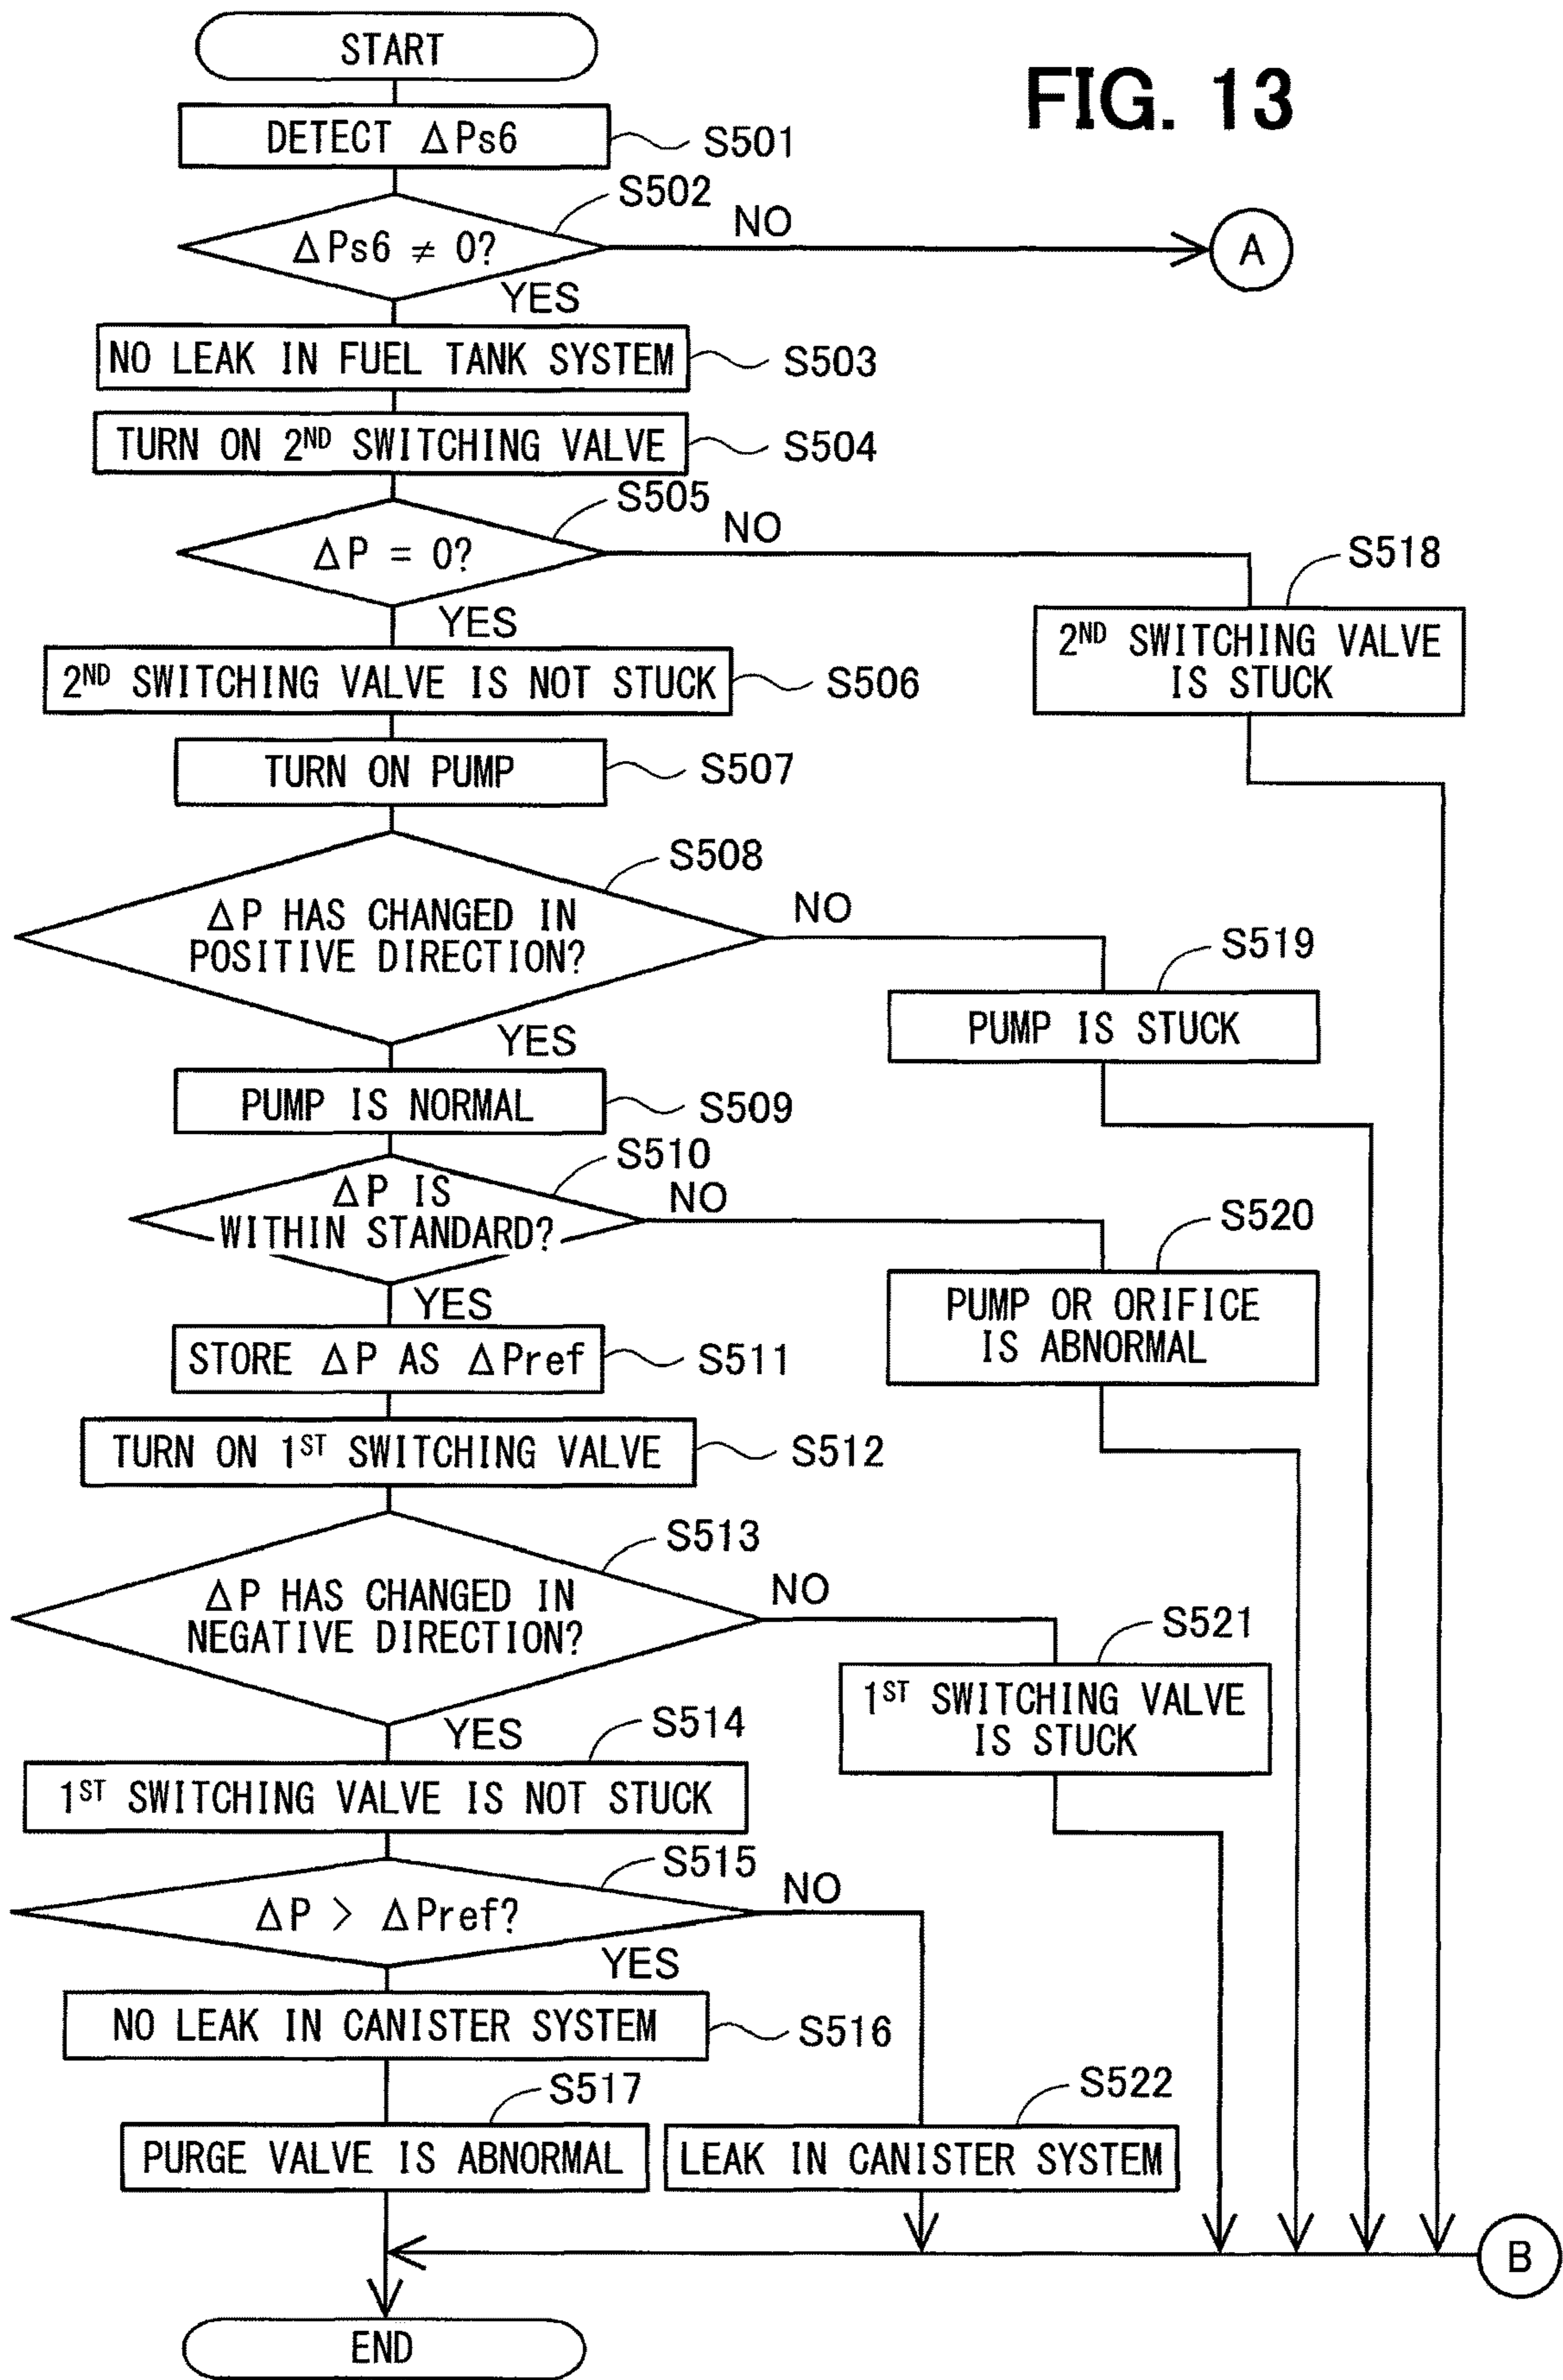 START
FIG. 13
DETECT ΔPs6
S501
S502
ΔPs6 ≠ 0?
NO
A
YES
NO LEAK IN FUEL TANK SYSTEM
S503
TURN ON 2ND SWITCHING VALVE
S504
S505
ΔP = 0?
NO
YES
S518
2ND SWITCHING VALVE
IS STUCK
2ND SWITCHING VALVE IS NOT STUCK
S506
TURN ON PUMP
S507
S508
ΔP HAS CHANGED IN
POSITIVE DIRECTION?
NO
YES
S519
PUMP IS STUCK
PUMP IS NORMAL
S509
S510
ΔP IS
WITHIN STANDARD?
NO
YES
S520
PUMP OR ORIFICE
IS ABNORMAL
STORE ΔP AS ΔPref
S511
TURN ON 1ST SWITCHING VALVE
S512
S513
ΔP HAS CHANGED IN
NEGATIVE DIRECTION?
NO
YES
S521
1ST SWITCHING VALVE
IS STUCK
S514
1ST SWITCHING VALVE IS NOT STUCK
S515
ΔP > ΔPref?
NO
YES
NO LEAK IN CANISTER SYSTEM
S516
S517
PURGE VALVE IS ABNORMAL
S522
LEAK IN CANISTER SYSTEM
B
END